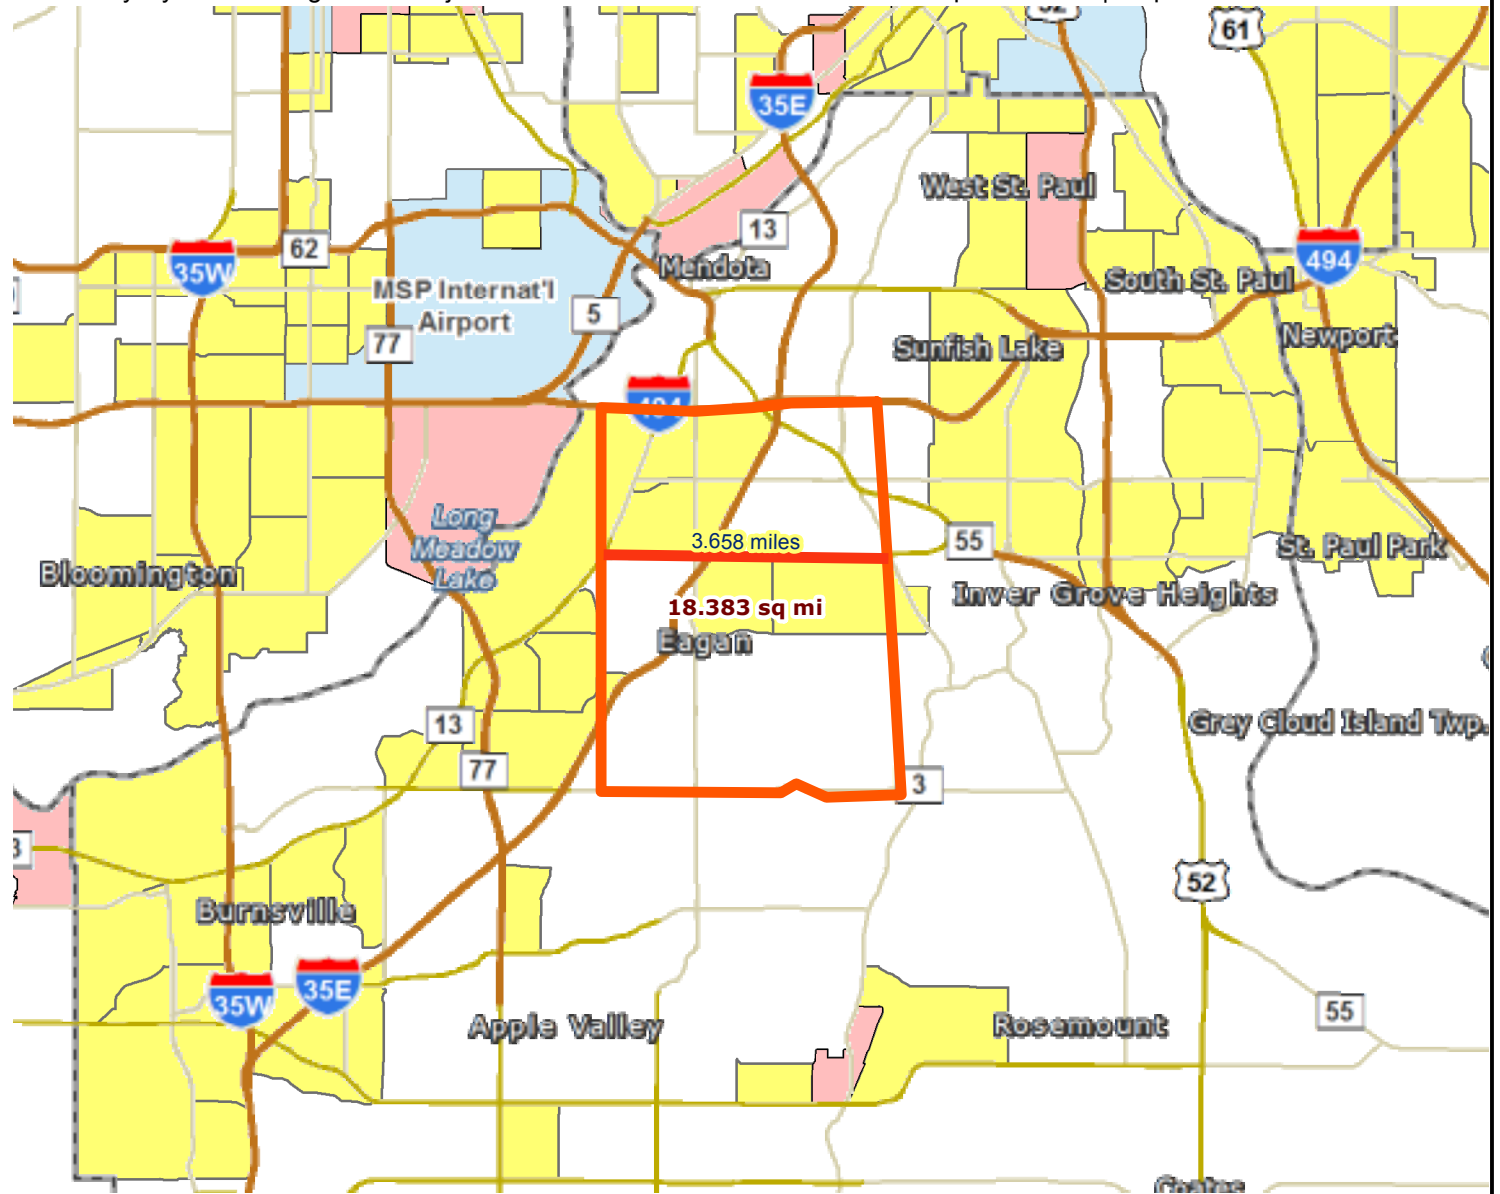 61
35E
West St. Paul
13
62
35W
494
Mendota
South St. Paul
MSP Internat'l
Airport
5
77
Newport
Sunfish Lake
494
Long
Meadow
Lake
3.658 miles
55
St. Paul Park
Bloomington
Inver Grove Heights
18.383 sq mi
Eagan
13
Grey Cloud Island Twp.
77
3
52
Burnsville
35W
35E
55
Apple Valley
Rosemount